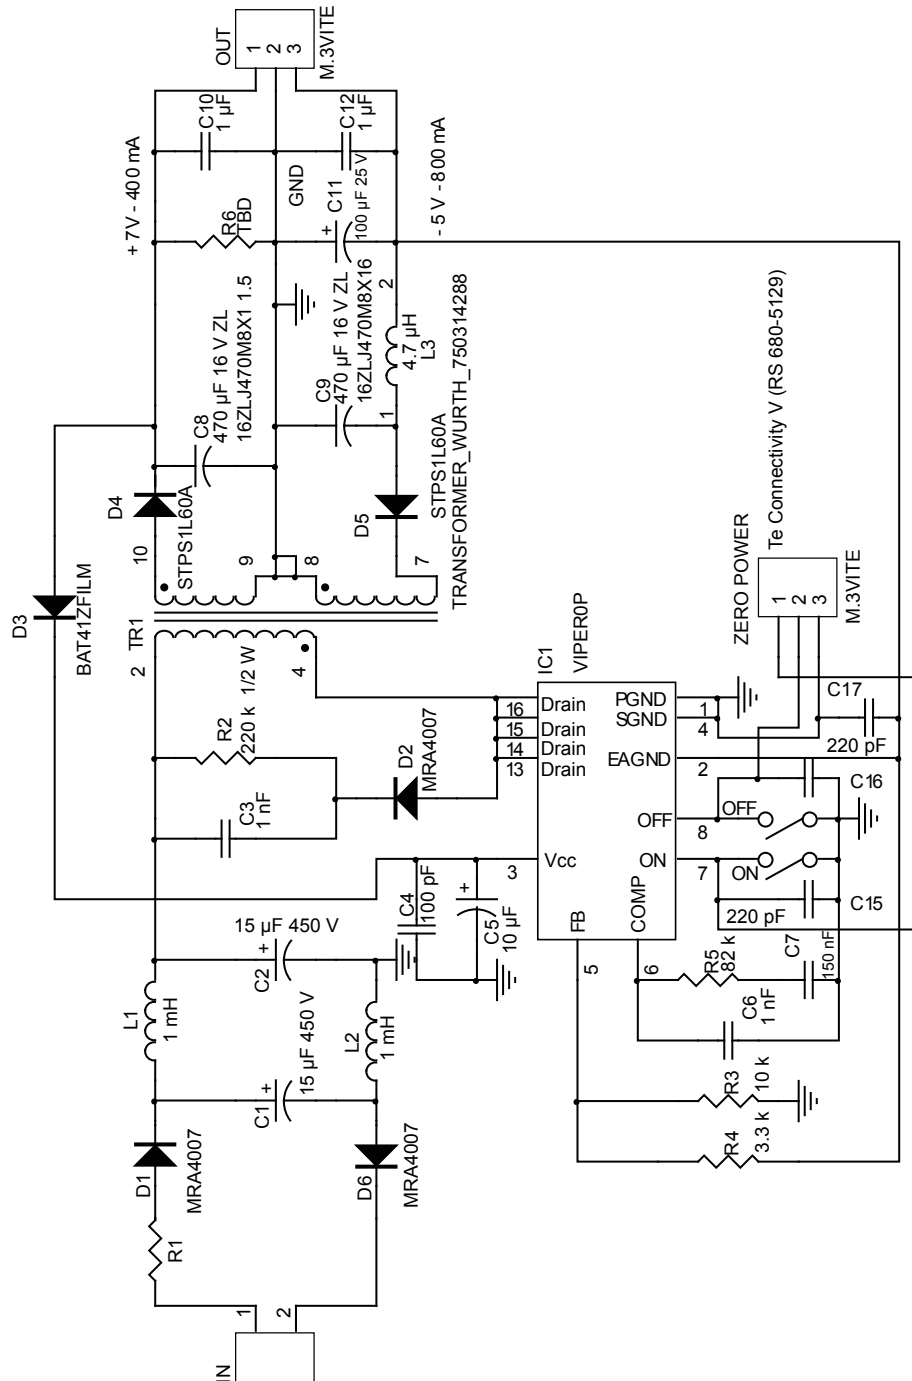 OUT
1
2
3
M.3VITE
C10
1 µF
C12
1 µF
+7V - 400 mA
GND
- 5 V - 800 mA
R6
TBD
+
C11
100 µF 25 V
C8
470 µF 16 V ZL
16ZLJ470M8X1 1.5
C9
470 µF 16 V ZL
16ZLJ470M8X16
2
4.7 µH
L3
1
D4
STPS1L60A
D5
STPS1L60A
TRANSFORMER_WURTH_750314288
10
9
8
7
D3
BAT41ZFILM
TR1
2
4
Te Connectivity V (RS 680-5129)
ZERO POWER
1
2
3
M.3VITE
IC1
VIPER0P
R2
220 k 1/2 W
C3
1 nF
D2
MRA4007
16
15
14
13
Drain
Drain
Drain
Drain
PGND
SGND
EAGND
OFF
ON
Vcc
FB
COMP
1
4
2
8
7
3
5
6
C17
220 pF
C16
OFF
ON
220 pF
C15
C4
100 pF
+
C5
10 µF
R5
82 k
C7
150 nF
C6
1 nF
R3
10 k
R4
3.3 k
15 µF 450 V
+
C2
L1
1 mH
L2
1 mH
15 µF 450 V
+
C1
D1
MRA4007
D6
MRA4007
R1
1
2
IN